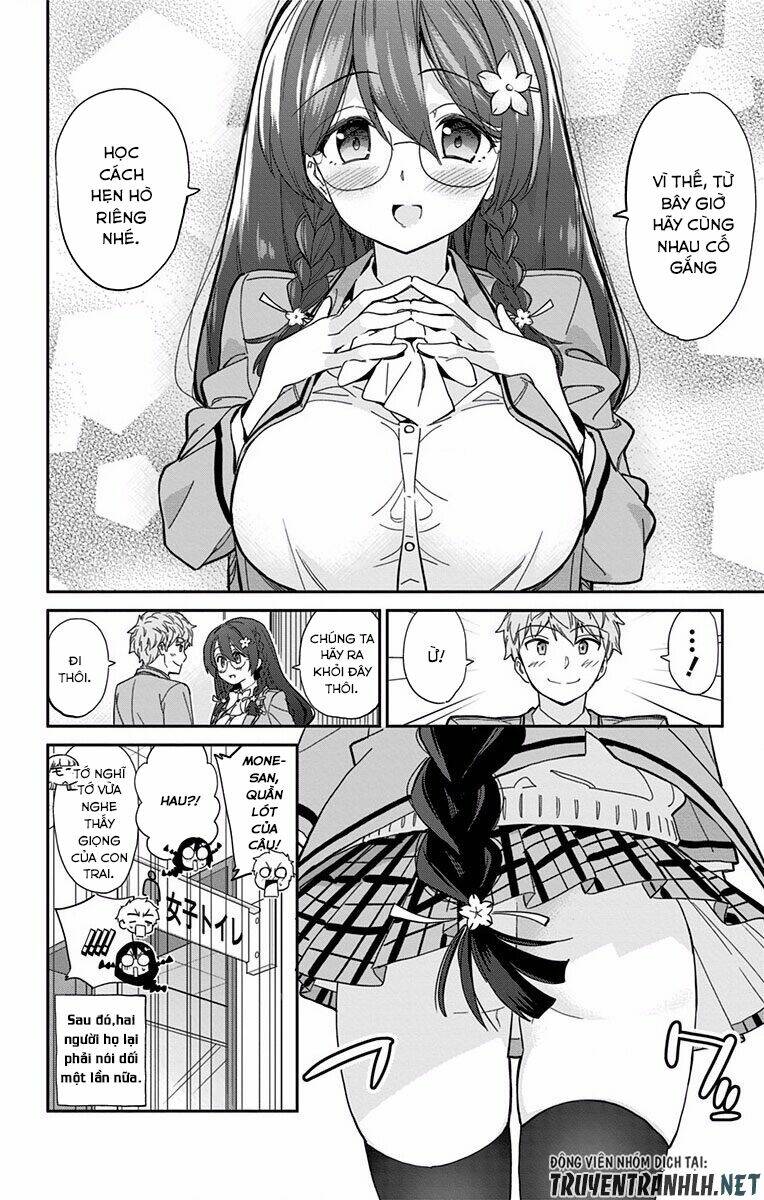 VÌ THẾ, TỪ
BÂY GIỜ
HÃY CÙNG
NHAU CỐ
GẮNG
HỌC
CÁCH
HẸN HÒ
RIÊNG
NHÉ.
...!
Ừ!
CHÚNG TA
HÃY RA
KHỎI ĐÂY
THÔI.
ĐI
THÔI.
MONE-
SAN,
QUẦN
LÓT
CỦA
CẬU!
HAU?!
TỚ NGHĨ
TỚ VỪA
NGHE
THẤY
GIỌNG
CỦA CON
TRAI.
女子トイレ
!!!!
Sau đó,hai
người họ lại
phải nói dối
một lần nữa.
ĐỘNG VIÊN NHÓM DỊCH TẠI:
TRUYENTRANHLH.NET